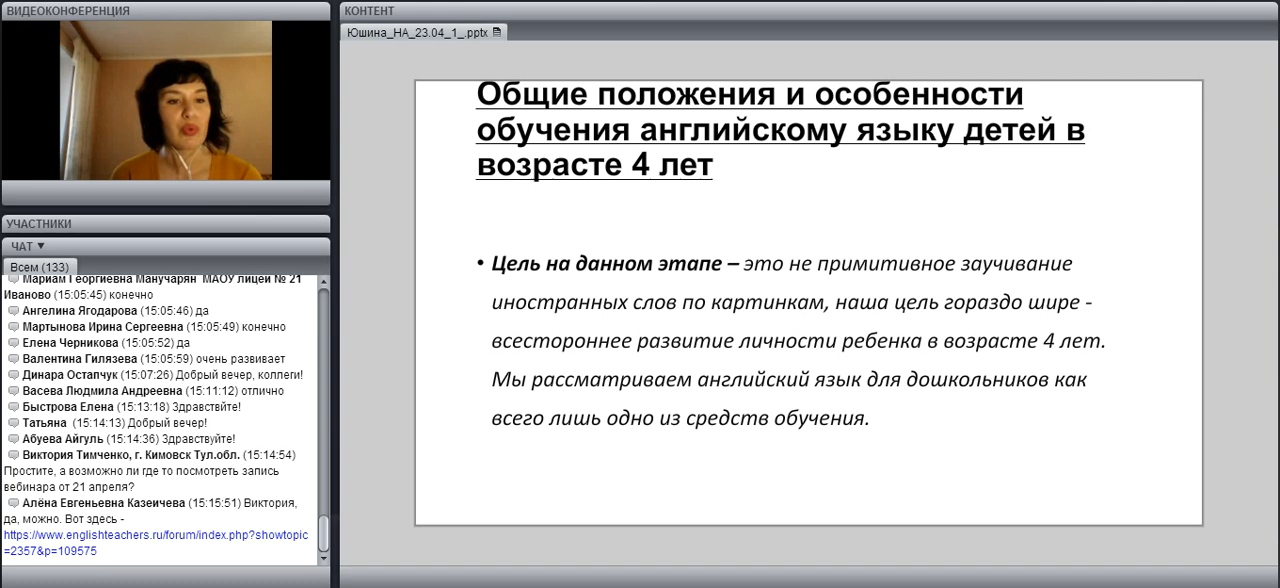 ВИДЕОКОНФЕРЕНЦИЯ
УЧАСТНИКИ
ЧАТ
Всем (133)
Мариам Георгиевна Манучарян МАОУ лицей № 21
Иваново (15:05:45) конечно
Ангелина Ягодарова (15:05:46) да
Мартынова Ирина Сергеевна (15:05:49) конечно
Елена Черникова (15:05:52) да
Валентина Гилязева (15:05:59) очень развивает
Динара Остапчук (15:07:26) Добрый вечер, коллеги!
Васева Людмила Андреевна (15:11:12) отлично
Быстрова Елена (15:13:18) Здравствйте!
Татьяна (15:14:13) Добрый вечер!
Абуева Айгуль (15:14:36) Здравствуйте!
Виктория Тимченко, г. Кимовск Тул.обл. (15:14:54)
Простите, а возможно ли где то посмотреть запись
вебинара от 21 апреля?
Алёна Евгеньевна Казеичева (15:15:51) Виктория,
да, можно. Вот здесь -
https://www.englishteachers.ru/forum/index.php?showtopic
=2357&p=109575
КОНТЕНТ
Юшина_НА_23.04_1_.pptx
Общие положения и особенности
обучения английскому языку детей в
возрасте 4 лет
• Цель на данном этапе – это не примитивное заучивание
иностранных слов по картинкам, наша цель гораздо шире -
всестороннее развитие личности ребенка в возрасте 4 лет.
Мы рассматриваем английский язык для дошкольников как
всего лишь одно из средств обучения.